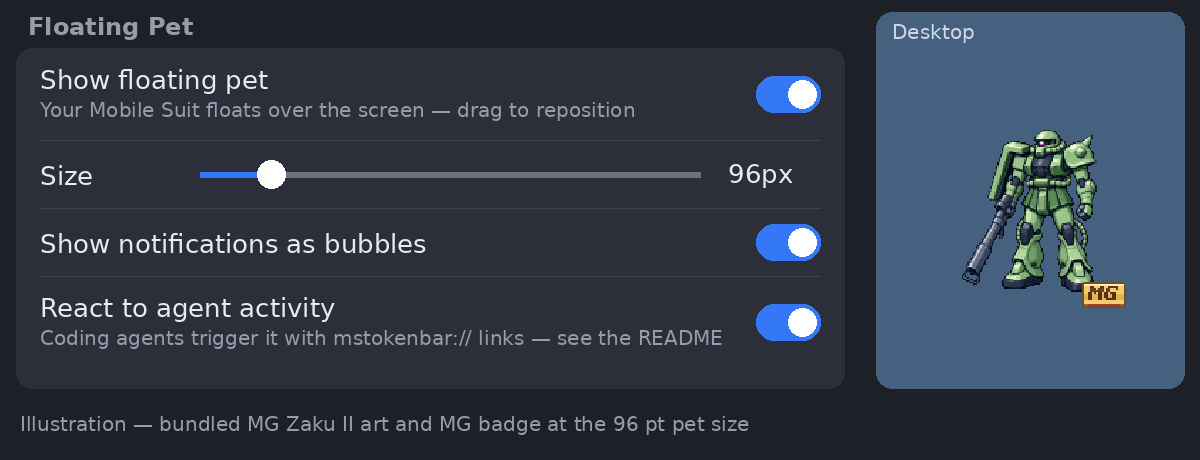 Floating Pet
Show floating pet
Your Mobile Suit floats over the screen — drag to reposition
Size
96px
Show notifications as bubbles
React to agent activity
Coding agents trigger it with mstokenbar:// links — see the README
Desktop
MG
Illustration — bundled MG Zaku II art and MG badge at the 96 pt pet size